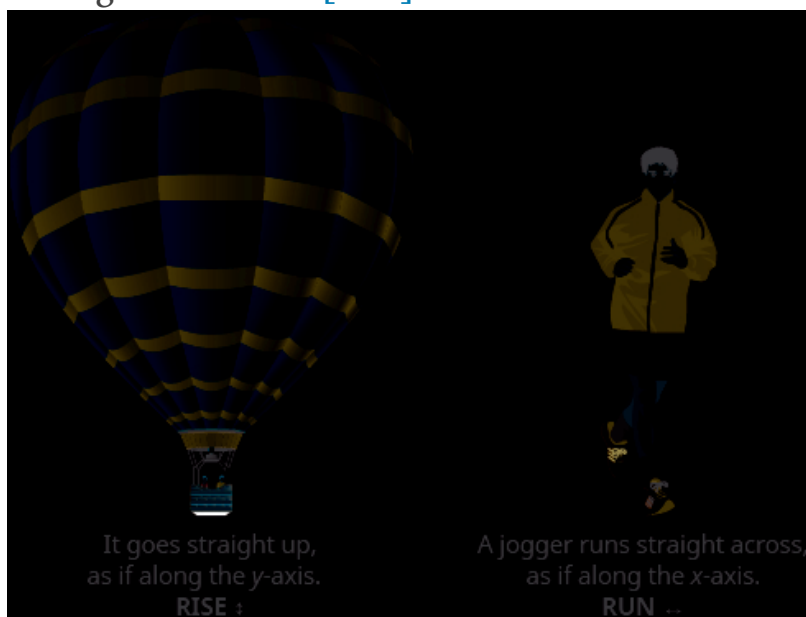 It goes straight up,
as if along the y-axis.
RISE ↕
A jogger runs straight across,
as if along the x-axis.
RUN ↔